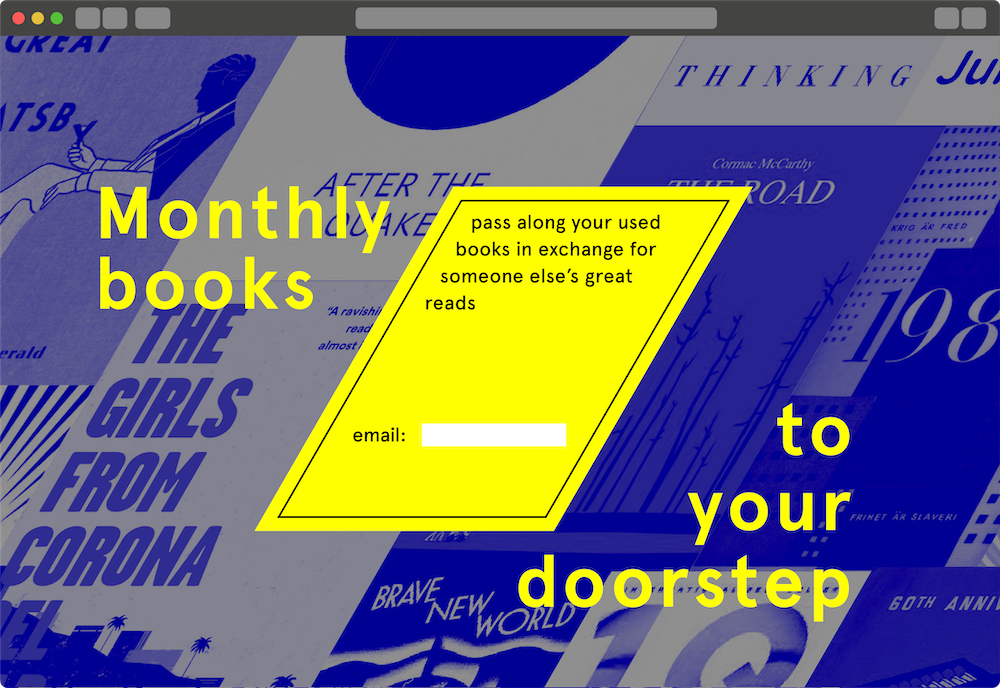 GREAT
ATSB
THINKING
Cormac McCarthy
THE ROAD
AFTER THE
QUAKE
Monthly
books
pass along your used
books in exchange for
someone else’s great
reads
KRIG ÄR FRED
198
"A ravishi
read
almost
erald
THE
GIRLS
FROM
CORONA
DEL
email:
to
your
doorstep
FRIHET ÄR SLAVERI
BRAVE
NEW
WORLD
60TH ANNIV